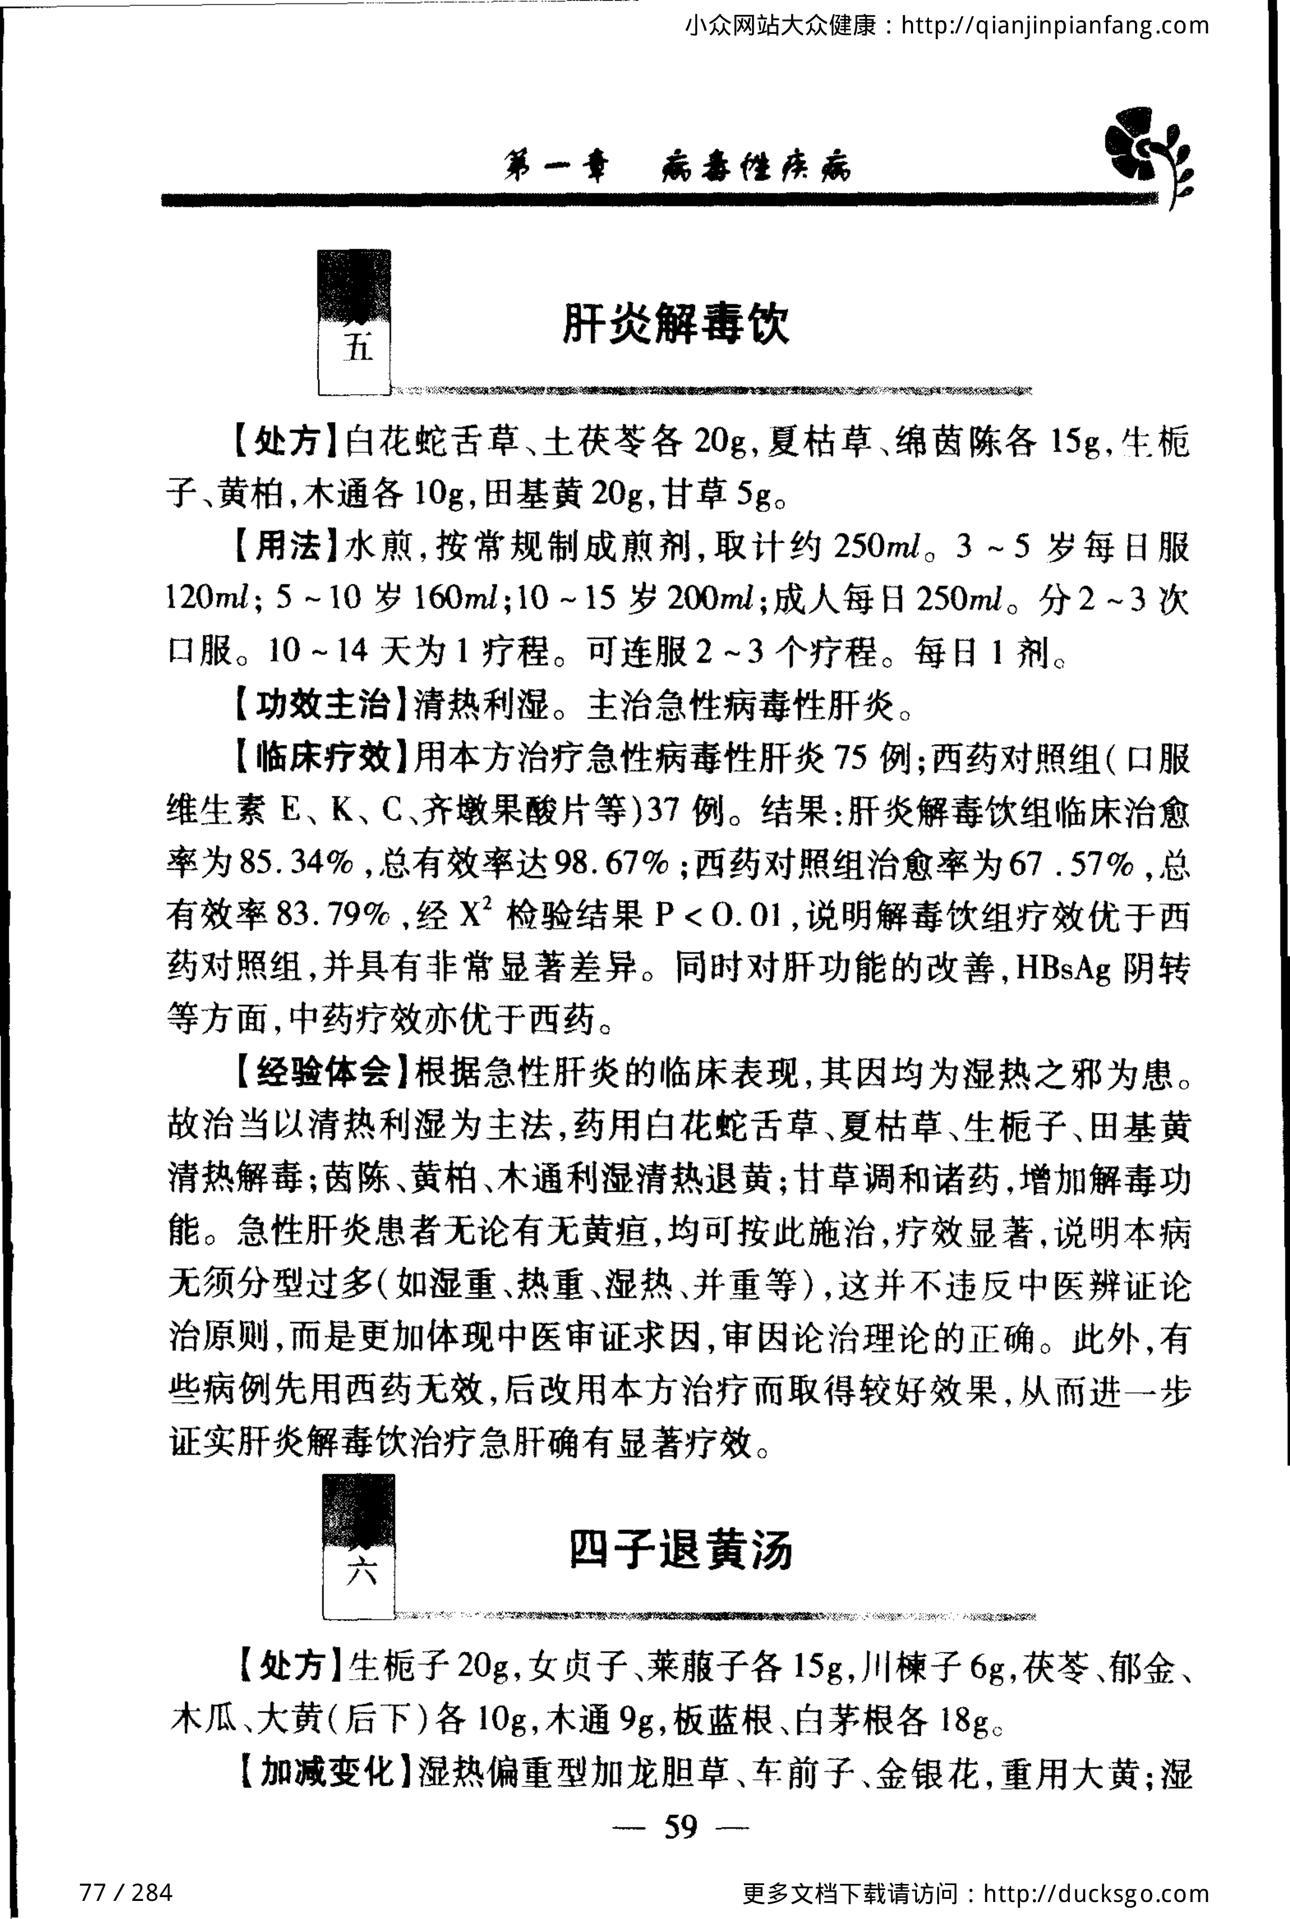 小众网站大众健康：http://qianjinpianfang.com
第一章 病毒性疾病
五
肝炎解毒饮
【处方】白花蛇舌草、土茯苓各 20g,夏枯草、绵茵陈各 15g,生栀
子、黄柏,木通各 10g,田基黄 20g,甘草 5g。
【用法】水煎,按常规制成煎剂,取计约 250ml。3 ~ 5 岁每日服
120ml; 5 ~ 10 岁 160ml;10 ~ 15 岁 200ml;成人每日 250ml。分 2 ~ 3 次
口服。10 ~ 14 天为 1 疗程。可连服 2 ~ 3 个疗程。每日 1 剂。
【功效主治】清热利湿。主治急性病毒性肝炎。
【临床疗效】用本方治疗急性病毒性肝炎 75 例;西药对照组(口服
维生素 E、K、C、齐墩果酸片等)37 例。结果:肝炎解毒饮组临床治愈
率为 85.34%,总有效率达 98.67%;西药对照组治愈率为 67.57%,总
有效率 83.79%,经 X² 检验结果 P < O.01,说明解毒饮组疗效优于西
药对照组,并具有非常显著差异。同时对肝功能的改善,HBsAg 阴转
等方面,中药疗效亦优于西药。
【经验体会】根据急性肝炎的临床表现,其因均为湿热之邪为患。
故治当以清热利湿为主法,药用白花蛇舌草、夏枯草、生栀子、田基黄
清热解毒;茵陈、黄柏、木通利湿清热退黄;甘草调和诸药,增加解毒功
能。急性肝炎患者无论有无黄疸,均可按此施治,疗效显著,说明本病
无须分型过多(如湿重、热重、湿热、并重等),这并不违反中医辨证论
治原则,而是更加体现中医审证求因,审因论治理论的正确。此外,有
些病例先用西药无效,后改用本方治疗而取得较好效果,从而进一步
证实肝炎解毒饮治疗急肝确有显著疗效。
六
四子退黄汤
【处方】生栀子 20g,女贞子、莱菔子各 15g,川楝子 6g,茯苓、郁金、
木瓜、大黄(后下)各 10g,木通 9g,板蓝根、白茅根各 18g。
【加减变化】湿热偏重型加龙胆草、车前子、金银花,重用大黄;湿
— 59 —
77 / 284
更多文档下载请访问：http://ducksgo.com